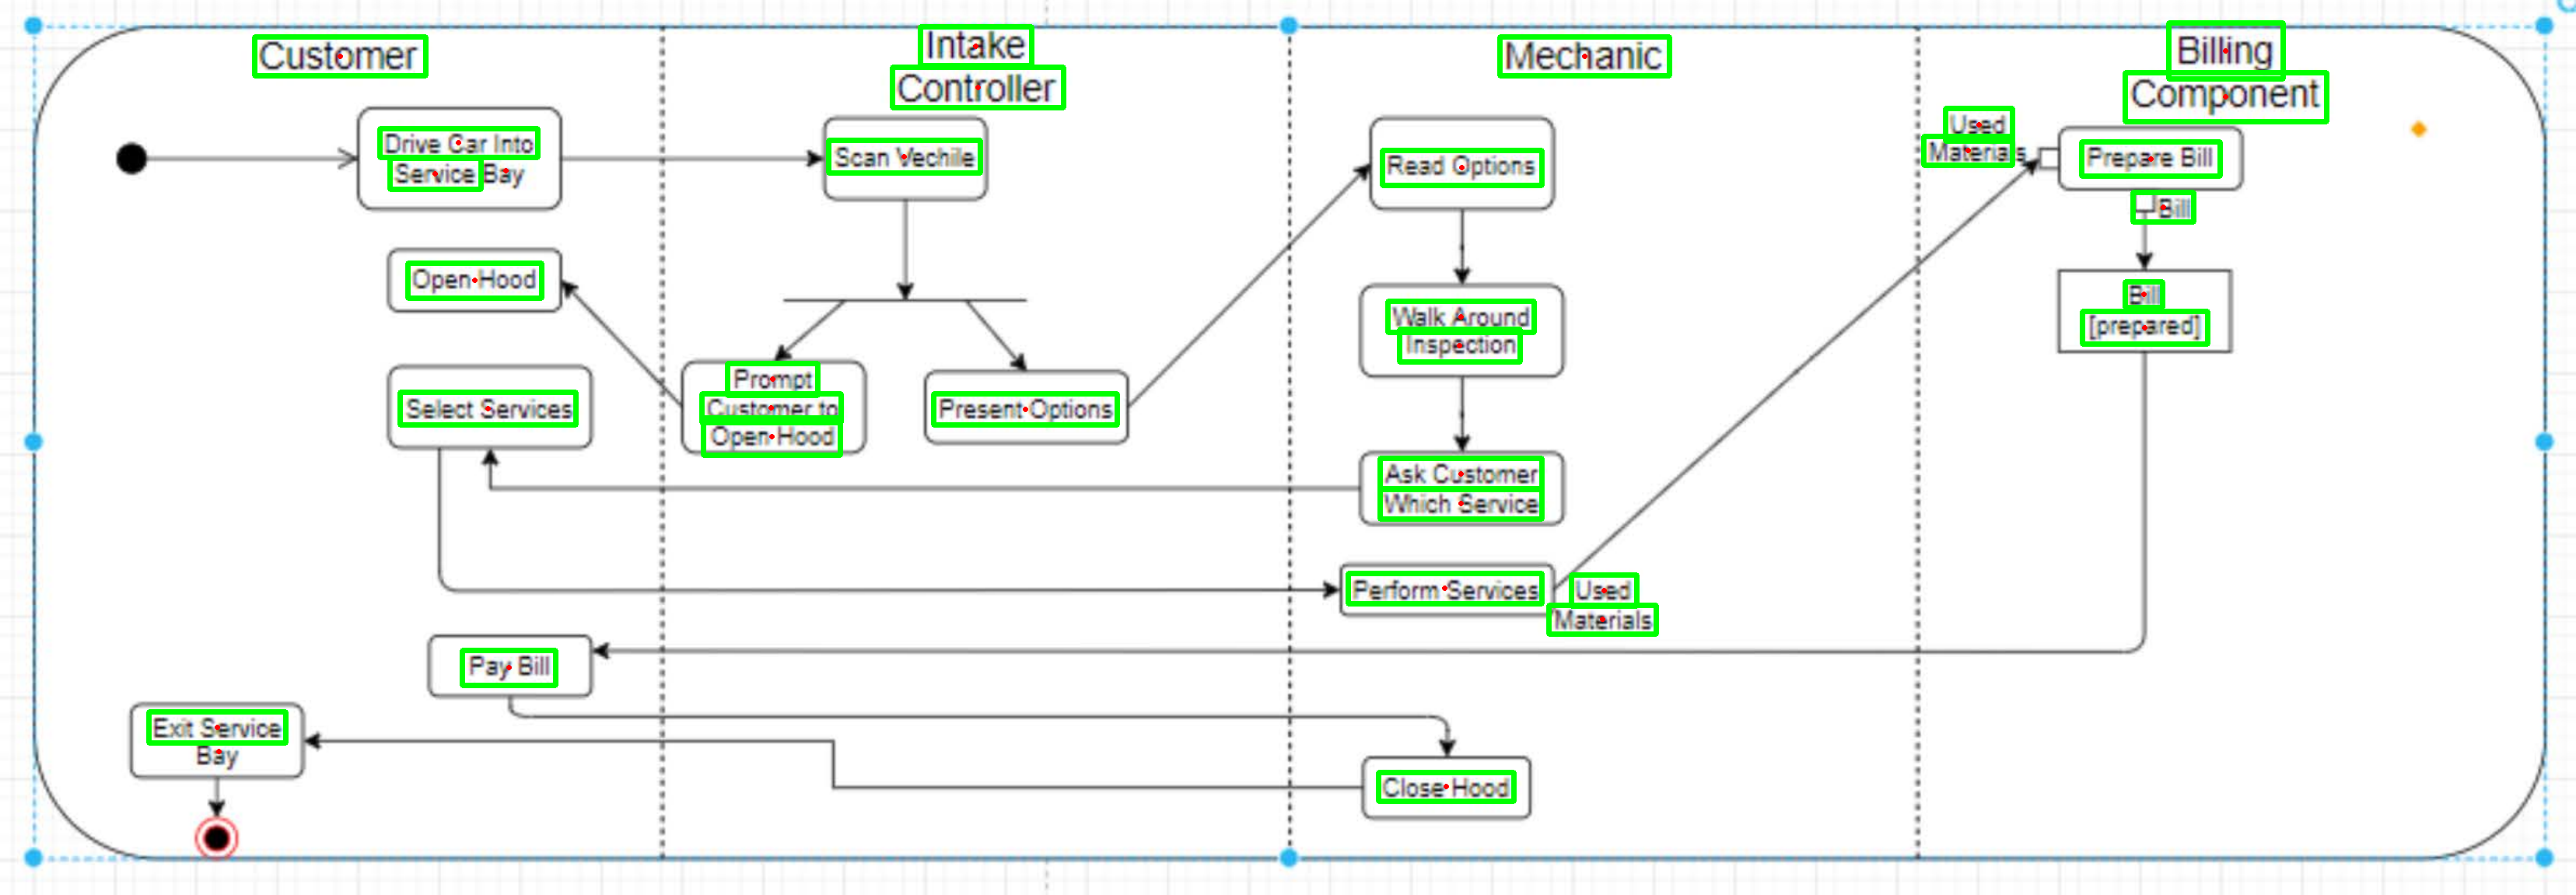 Customer
Intake
Controller
Mechanic
Billing
Component
Drive Car Into
Service Bay
Scan Vechile
Read Options
Used
Materials
Prepare Bill
Bill
Open Hood
Walk Around
Inspection
Bill
[prepared]
Select Services
Prompt
Customer to
Open Hood
Present Options
Ask Customer
Which Service
Perform Services
Used
Materials
Pay Bill
Exit Service
Bay
Close Hood